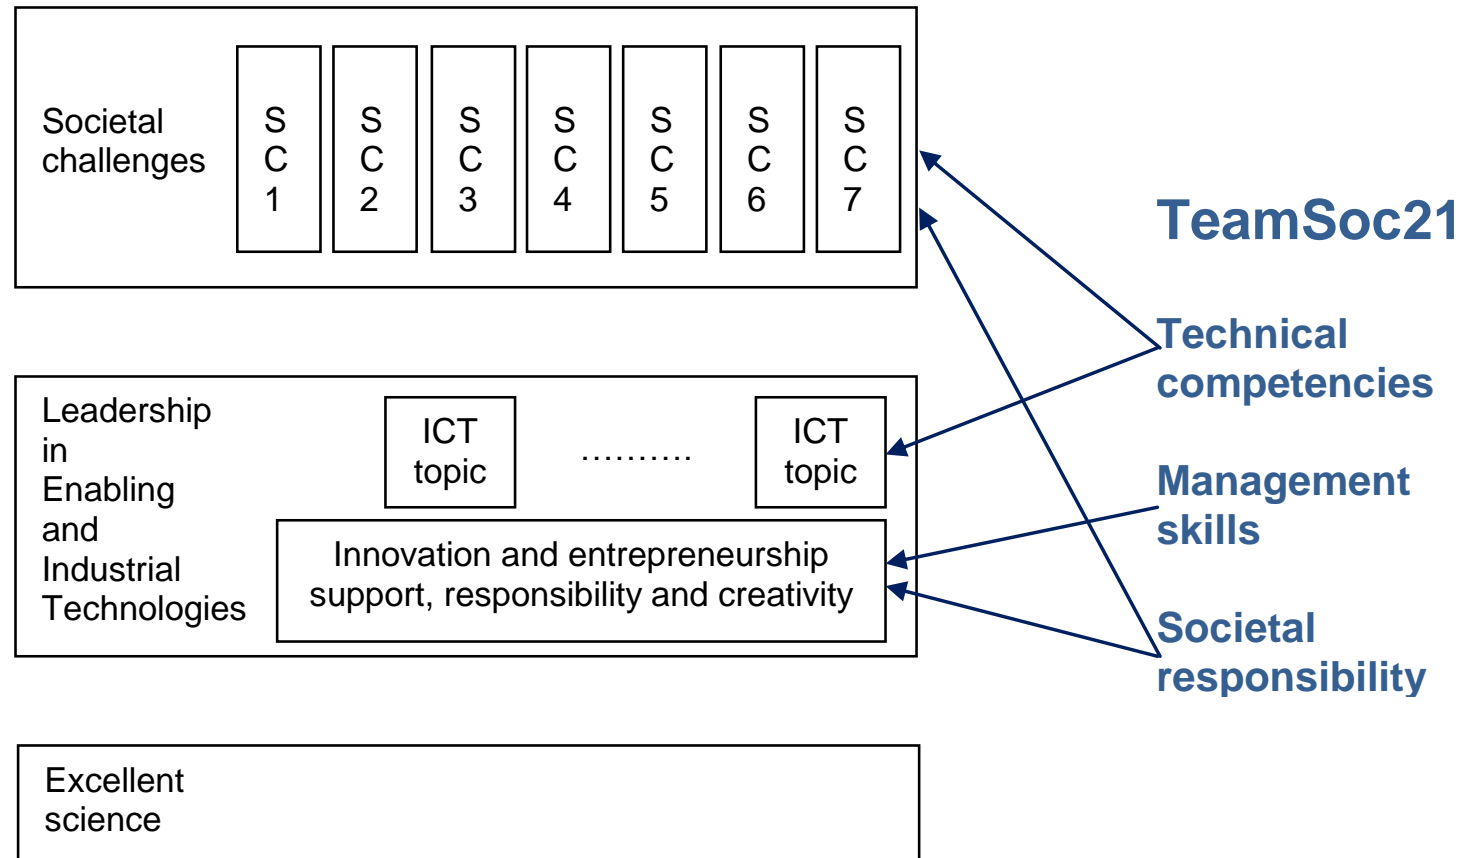 Societal
challenges
S
C
1
S
C
2
S
C
3
S
C
4
S
C
5
S
C
6
S
C
7
TeamSoc21
Technical
competencies
Management
skills
Societal
responsibility
Leadership
in
Enabling
and
Industrial
Technologies
ICT
topic
..........
ICT
topic
Innovation and entrepreneurship
support, responsibility and creativity
Excellent
science